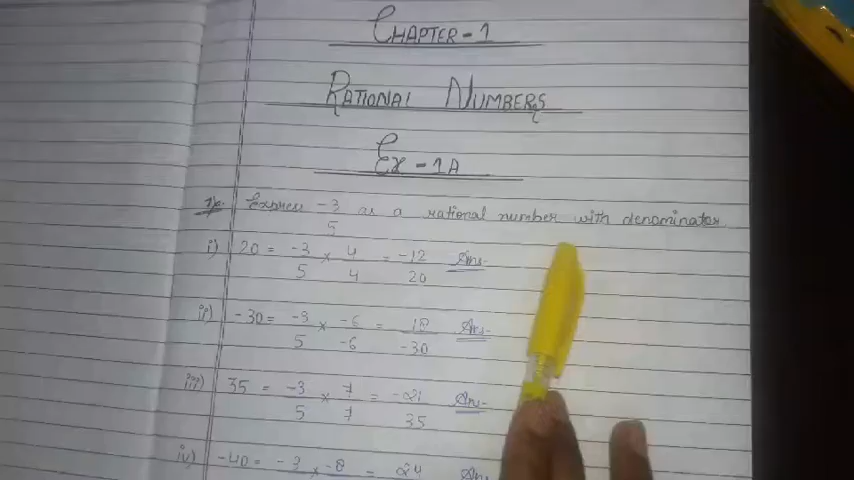 CHAPTER-1
RATIONAL NUMBERS
Ex-1A
1) Express -3/5 as a rational number with denominator
i) 20 = -3/5 × 4/4 = -12/20 Ans-
ii) -30 = -3/5 × -6/-6 = 18/-30 Ans-
iii) 35 = -3/5 × 7/7 = -21/35 Ans-
iv) -40 = -3 × -8 = 24 Ans